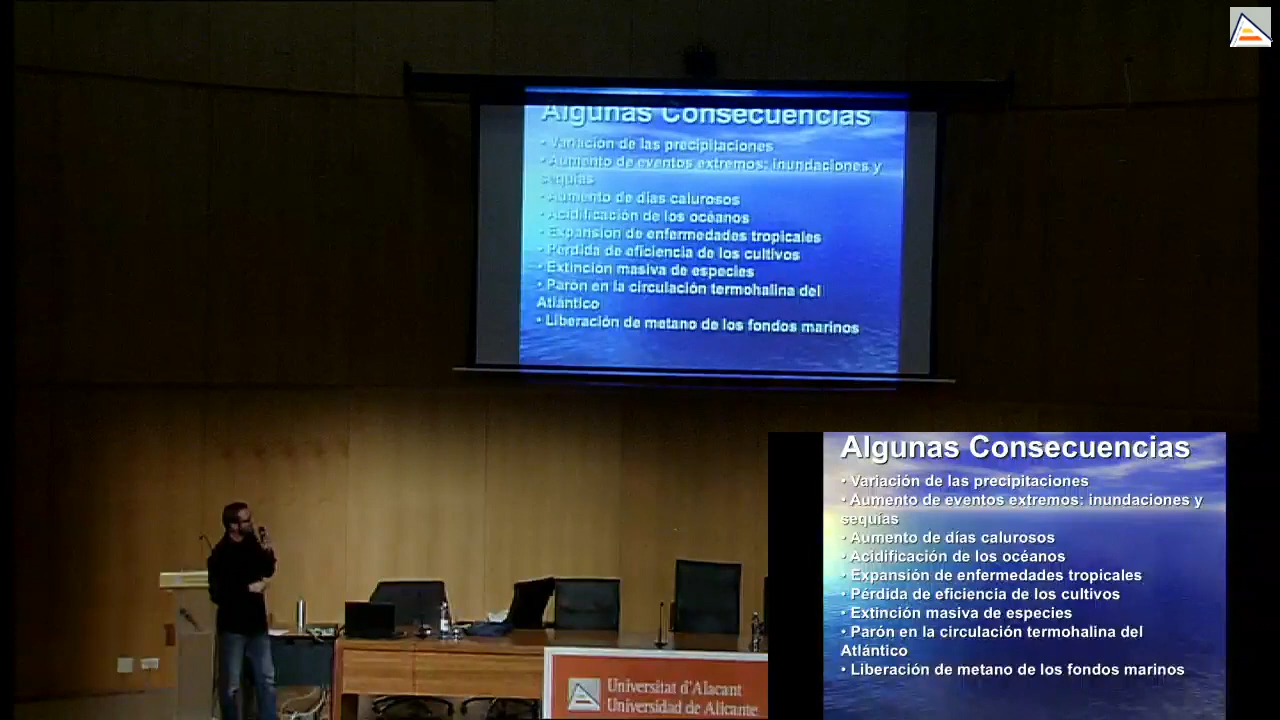 Algunas Consecuencias
• Variación de las precipitaciones
• Aumento de eventos extremos: inundaciones y
sequías
• Aumento de días calurosos
• Acidificación de los océanos
• Expansión de enfermedades tropicales
• Pérdida de eficiencia de los cultivos
• Extinción masiva de especies
• Parón en la circulación termohalina del
Atlántico
• Liberación de metano de los fondos marinos
Algunas Consecuencias
• Variación de las precipitaciones
• Aumento de eventos extremos: inundaciones y
sequías
• Aumento de días calurosos
• Acidificación de los océanos
• Expansión de enfermedades tropicales
• Pérdida de eficiencia de los cultivos
• Extinción masiva de especies
• Parón en la circulación termohalina del
Atlántico
• Liberación de metano de los fondos marinos
Universitat d'Alacant
Universidad de Alicante